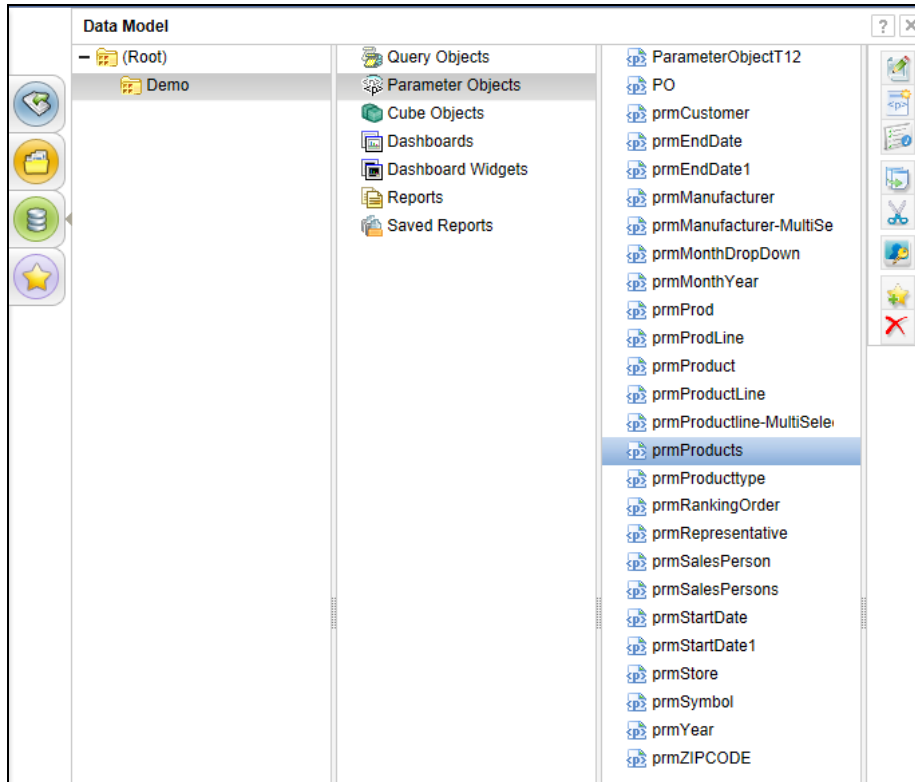 Data Model
?
(Root)
Demo
Query Objects
Parameter Objects
Cube Objects
Dashboards
Dashboard Widgets
Reports
Saved Reports
ParameterObjectT12
PO
prmCustomer
prmEndDate
prmEndDate1
prmManufacturer
prmManufacturer-MultiSe
prmMonthDropDown
prmMonthYear
prmProd
prmProdLine
prmProduct
prmProductLine
prmProductline-MultiSele
prmProducts
prmProducttype
prmRankingOrder
prmRepresentative
prmSalesPerson
prmSalesPersons
prmStartDate
prmStartDate1
prmStore
prmSymbol
prmYear
prmZIPCODE